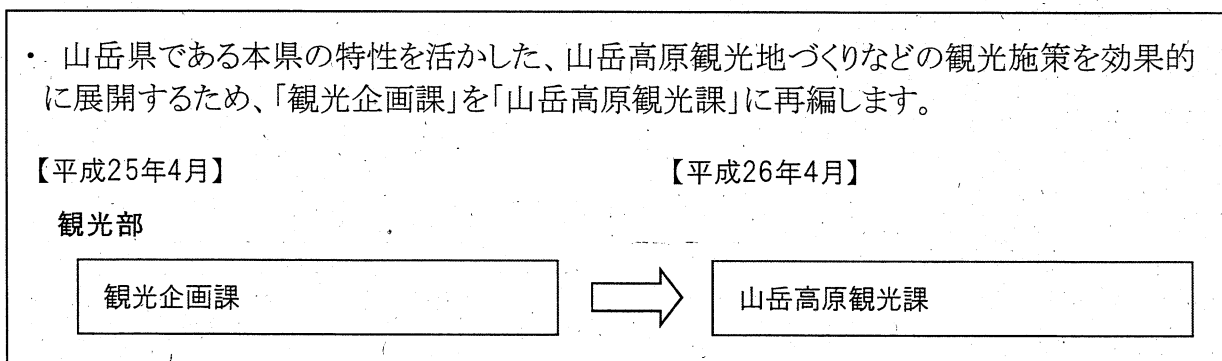 ・ 山岳県である本県の特性を活かした、山岳高原観光地づくりなどの観光施策を効果的
に展開するため、「観光企画課」を「山岳高原観光課」に再編します。
【平成25年4月】 【平成26年4月】
観光部
観光企画課 山岳高原観光課